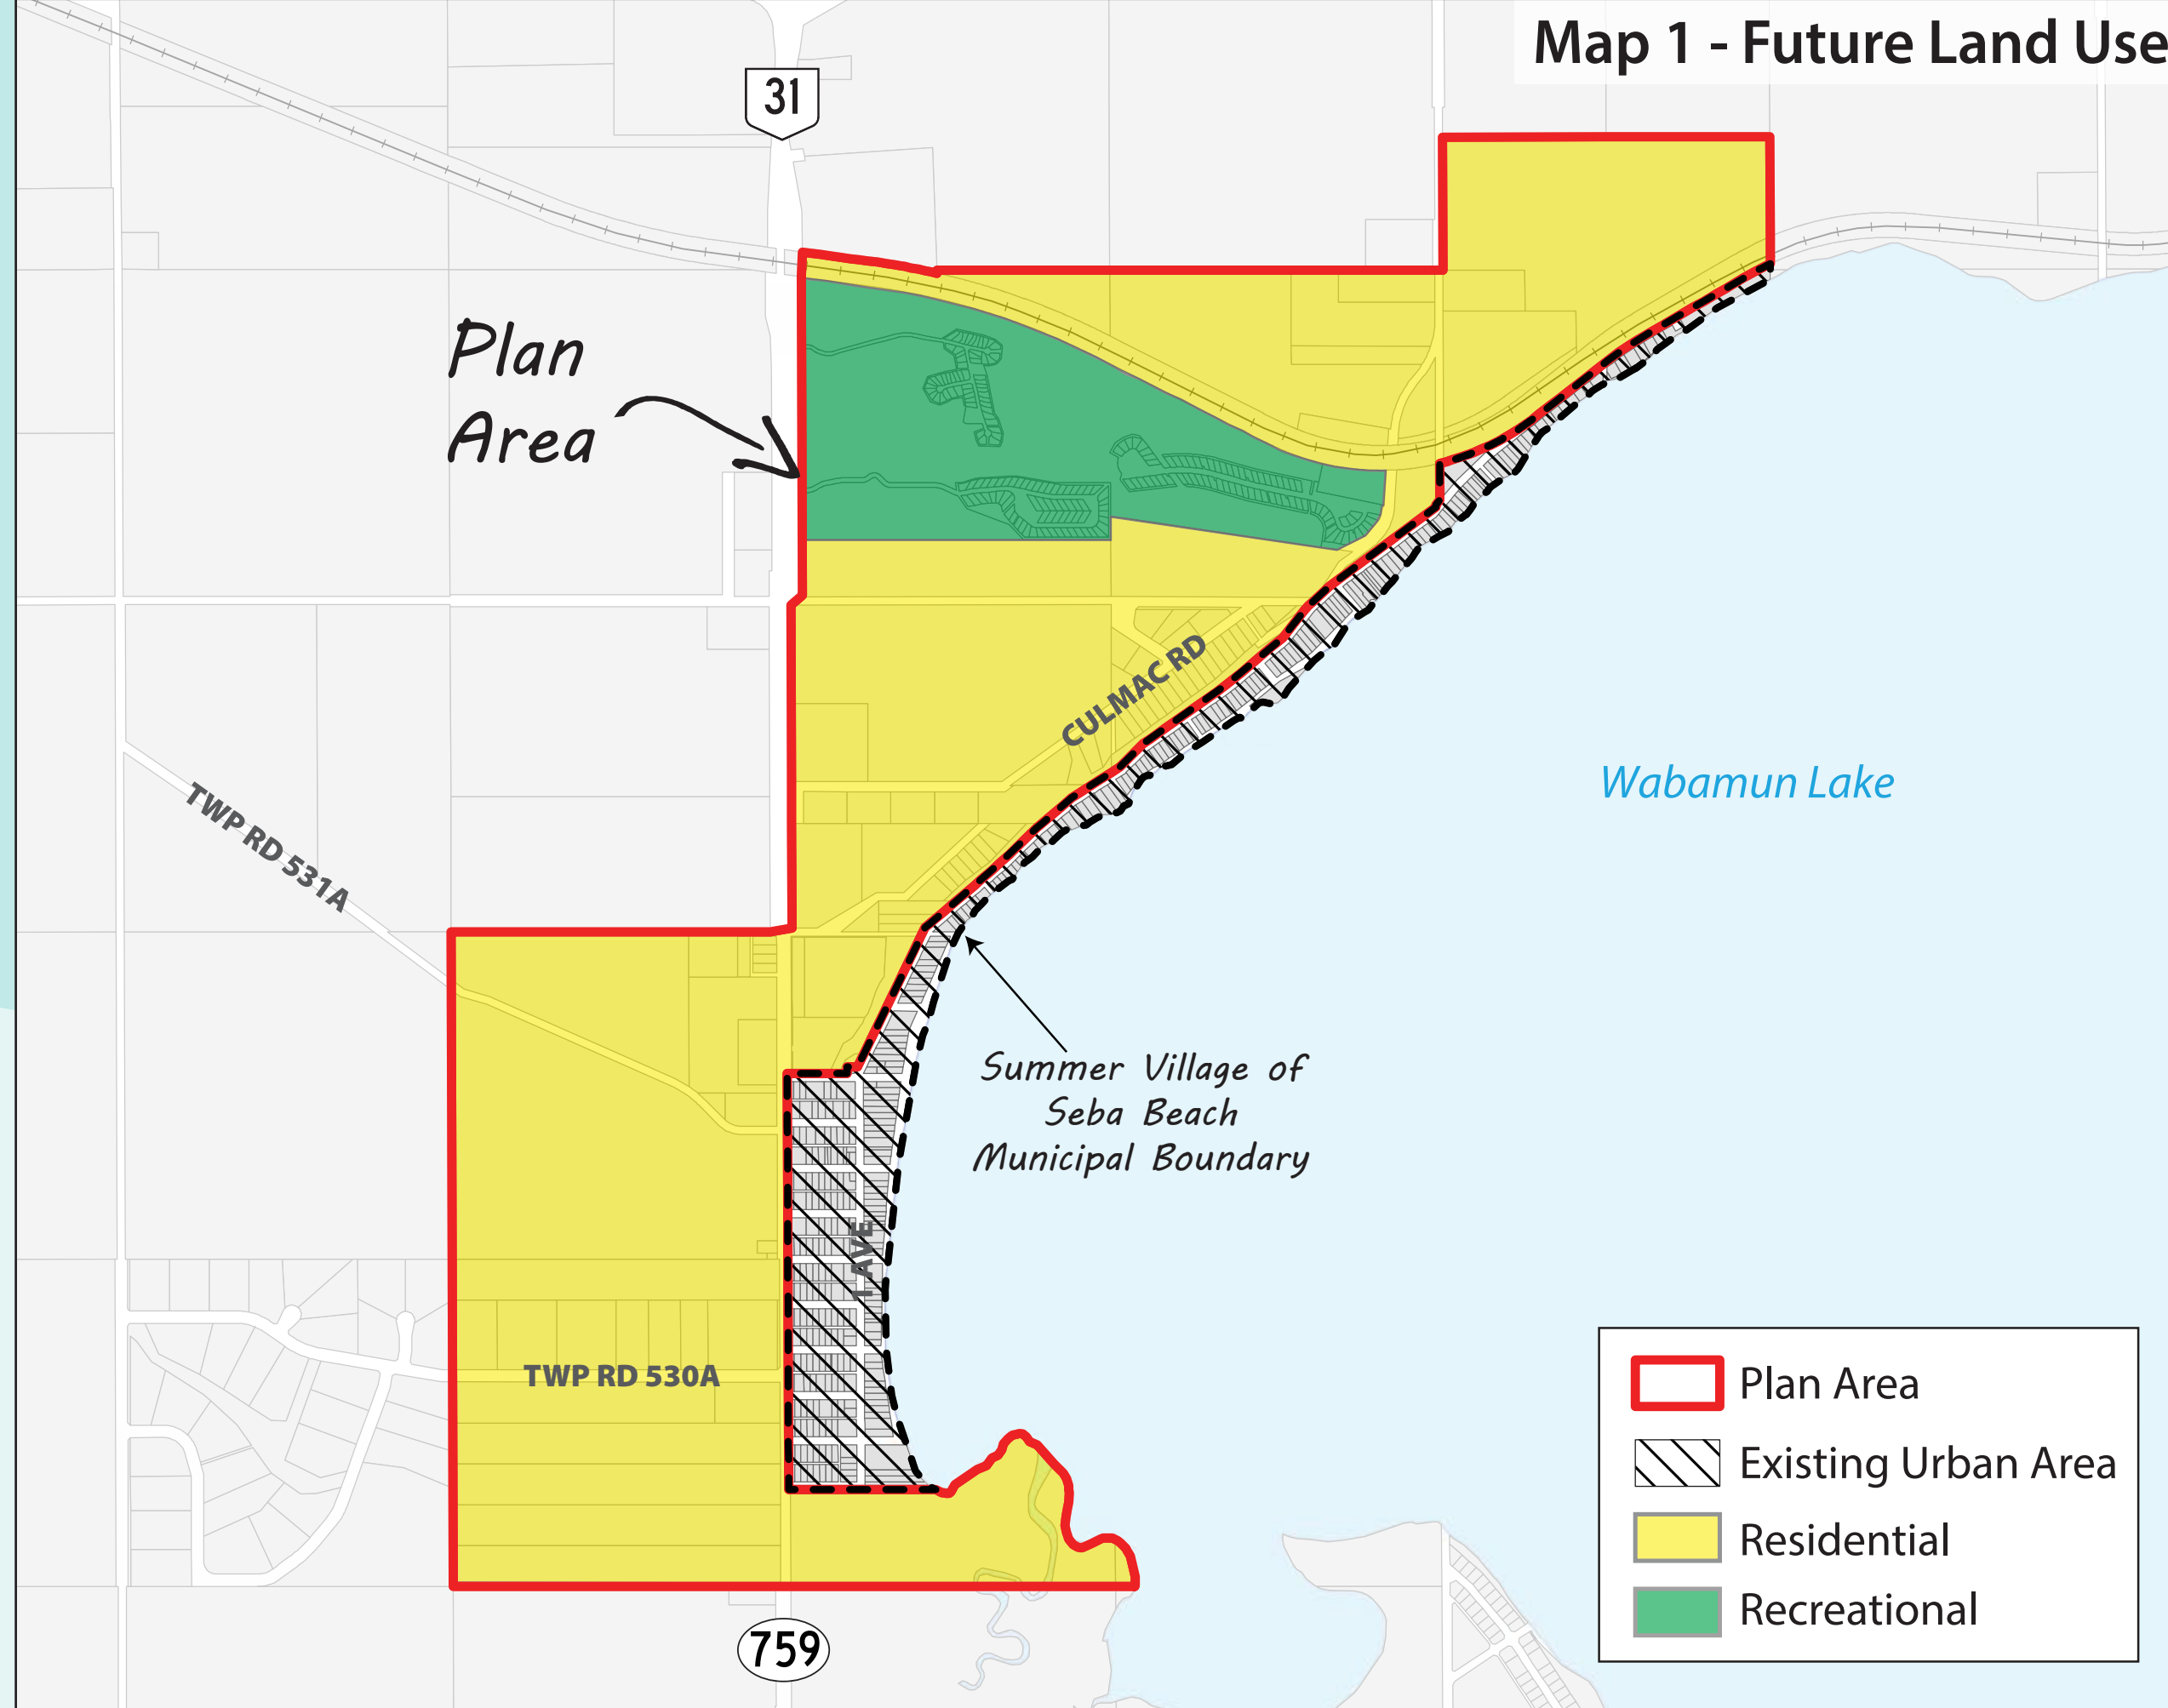 Map 1 - Future Land Use
31
Plan
Area
CULMAC RD
Wabamun Lake
TWP RD 531A
Summer Village of
Seba Beach
Municipal Boundary
1 AVE
TWP RD 530A
759
Plan Area
Existing Urban Area
Residential
Recreational